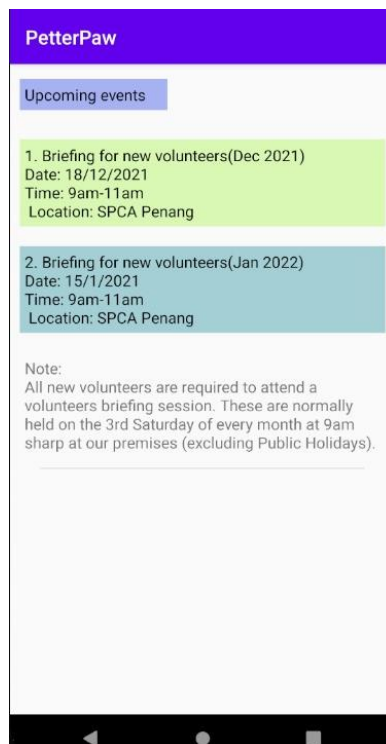 PetterPaw
Upcoming events
1. Briefing for new volunteers(Dec 2021)
Date: 18/12/2021
Time: 9am-11am
Location: SPCA Penang
2. Briefing for new volunteers(Jan 2022)
Date: 15/1/2021
Time: 9am-11am
Location: SPCA Penang
Note:
All new volunteers are required to attend a
volunteers briefing session. These are normally
held on the 3rd Saturday of every month at 9am
sharp at our premises (excluding Public Holidays).